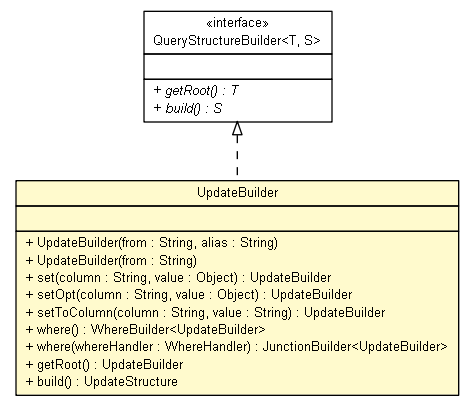 «interface»
QueryStructureBuilder<T, S>
+ getRoot() : T
+ build() : S
UpdateBuilder
+ UpdateBuilder(from : String, alias : String)
+ UpdateBuilder(from : String)
+ set(column : String, value : Object) : UpdateBuilder
+ setOpt(column : String, value : Object) : UpdateBuilder
+ setToColumn(column : String, value : String) : UpdateBuilder
+ where() : WhereBuilder<UpdateBuilder>
+ where(whereHandler : WhereHandler) : JunctionBuilder<UpdateBuilder>
+ getRoot() : UpdateBuilder
+ build() : UpdateStructure